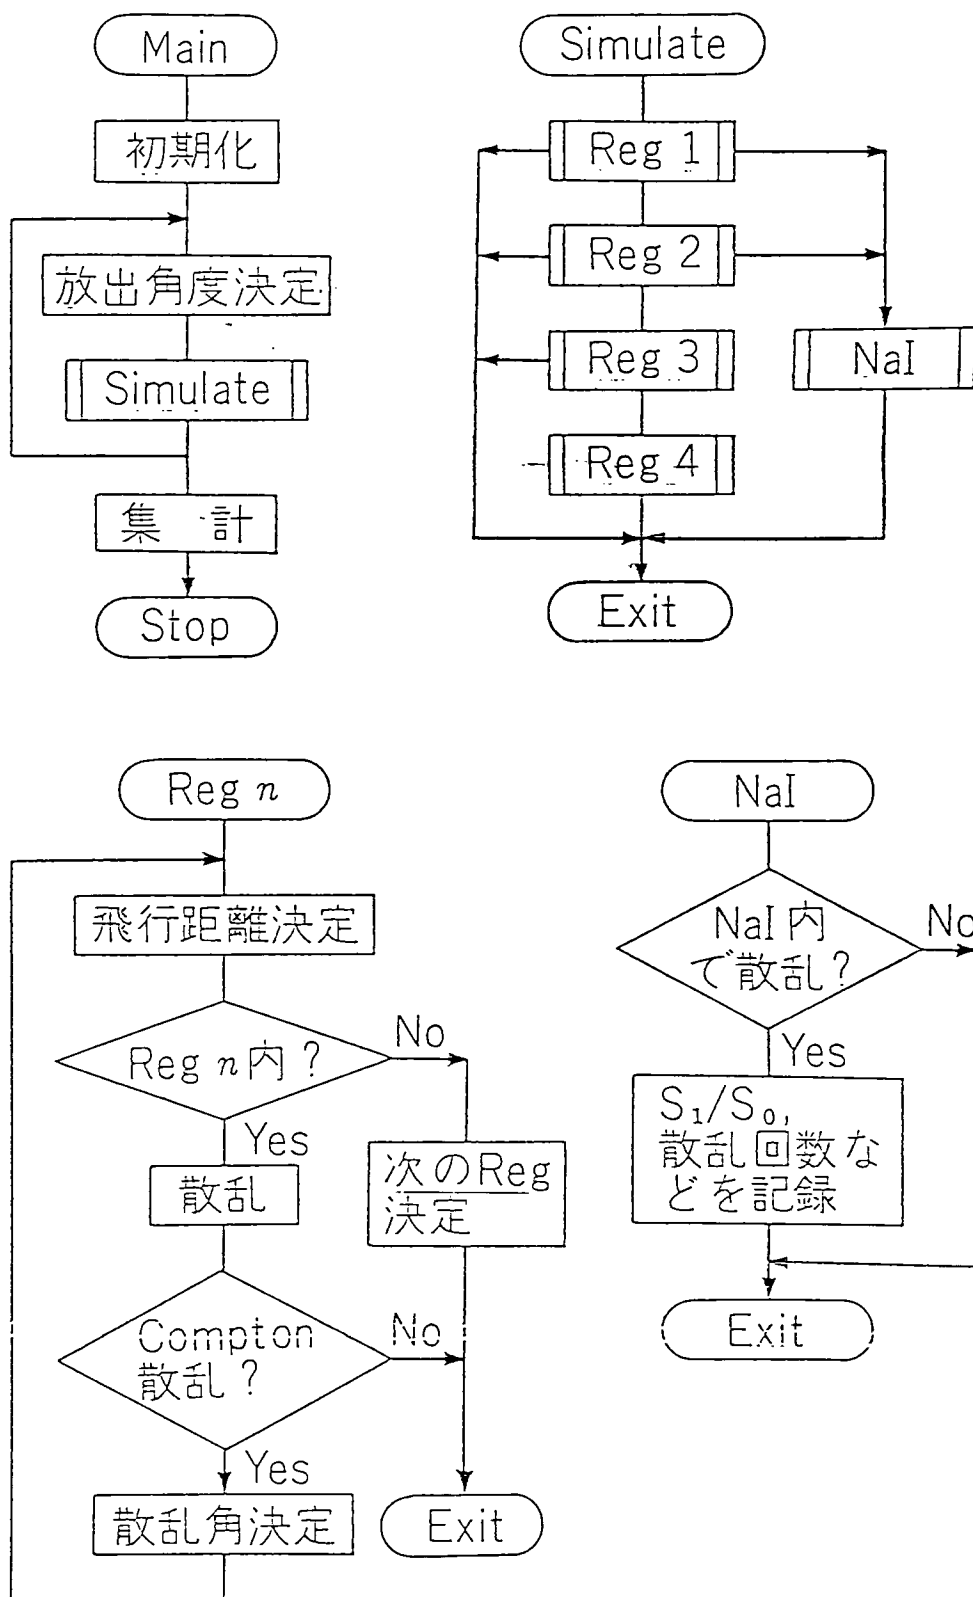 Main
初期化
放出角度決定
Simulate
集 計
Stop
Simulate
Reg 1
Reg 2
Reg 3
NaI
Reg 4
Exit
Reg n
飛行距離決定
Reg n内?
No
Yes
散乱
次のReg
決定
Compton
散乱?
No
Yes
散乱角決定
Exit
NaI
NaI内
で散乱?
No
Yes
S₁/S₀,
散乱回数な
どを記録
Exit